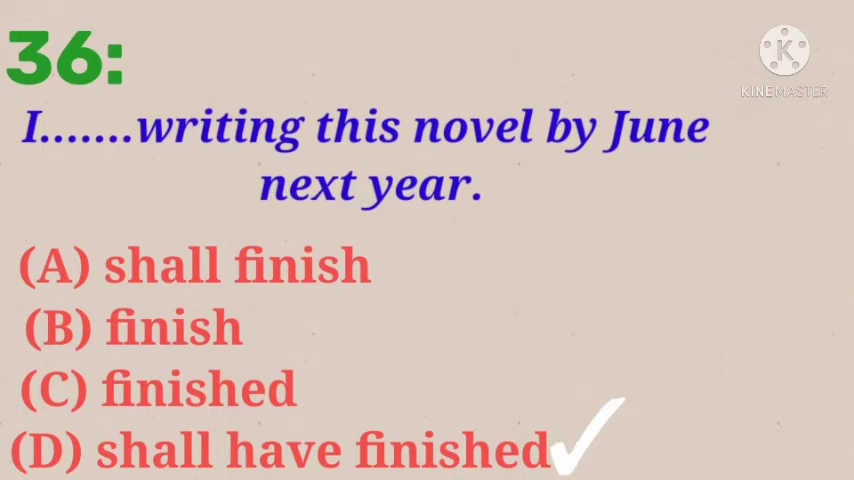 36:
KINEMASTER
I.......writing this novel by June
next year.
(A) shall finish
(B) finish
(C) finished
(D) shall have finished